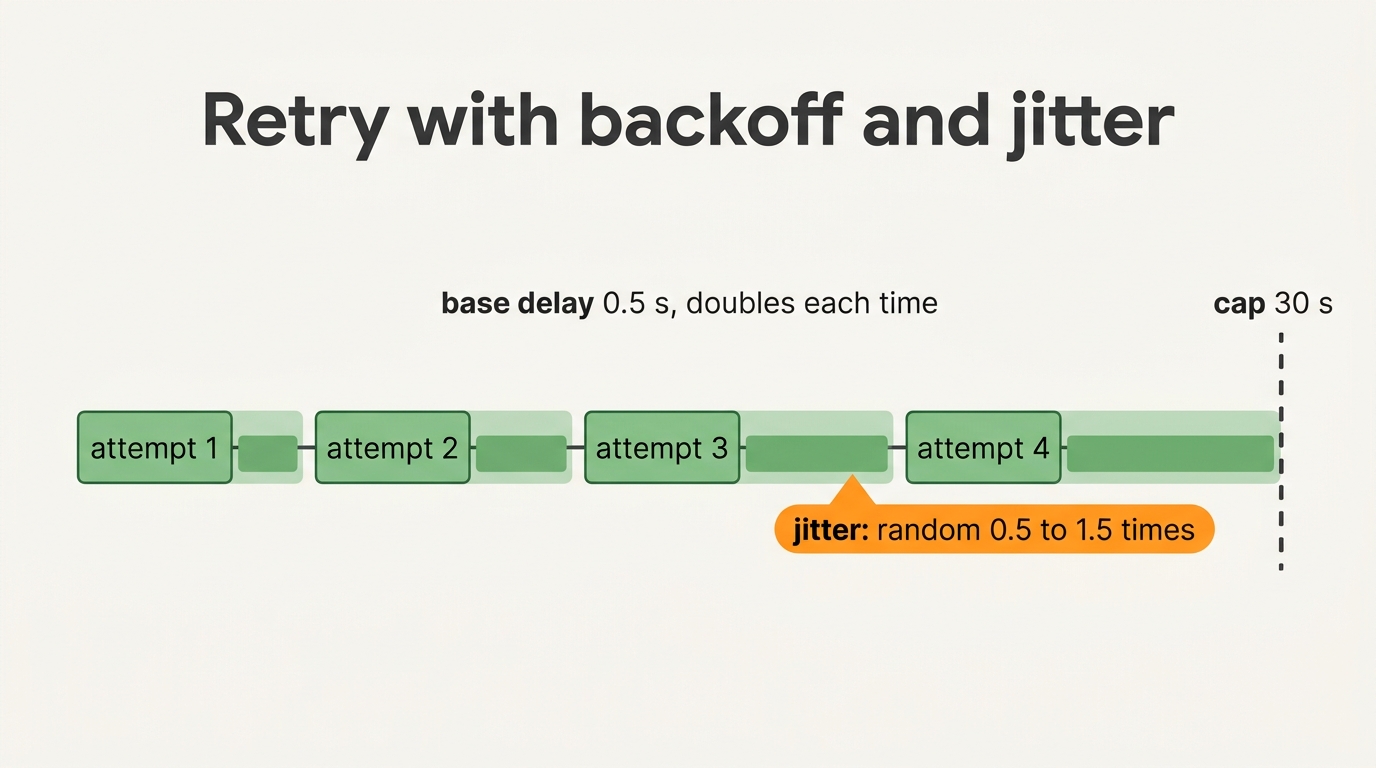 Retry with backoff and jitter
base delay 0.5 s, doubles each time
cap 30 s
attempt 1
attempt 2
attempt 3
attempt 4
jitter: random 0.5 to 1.5 times